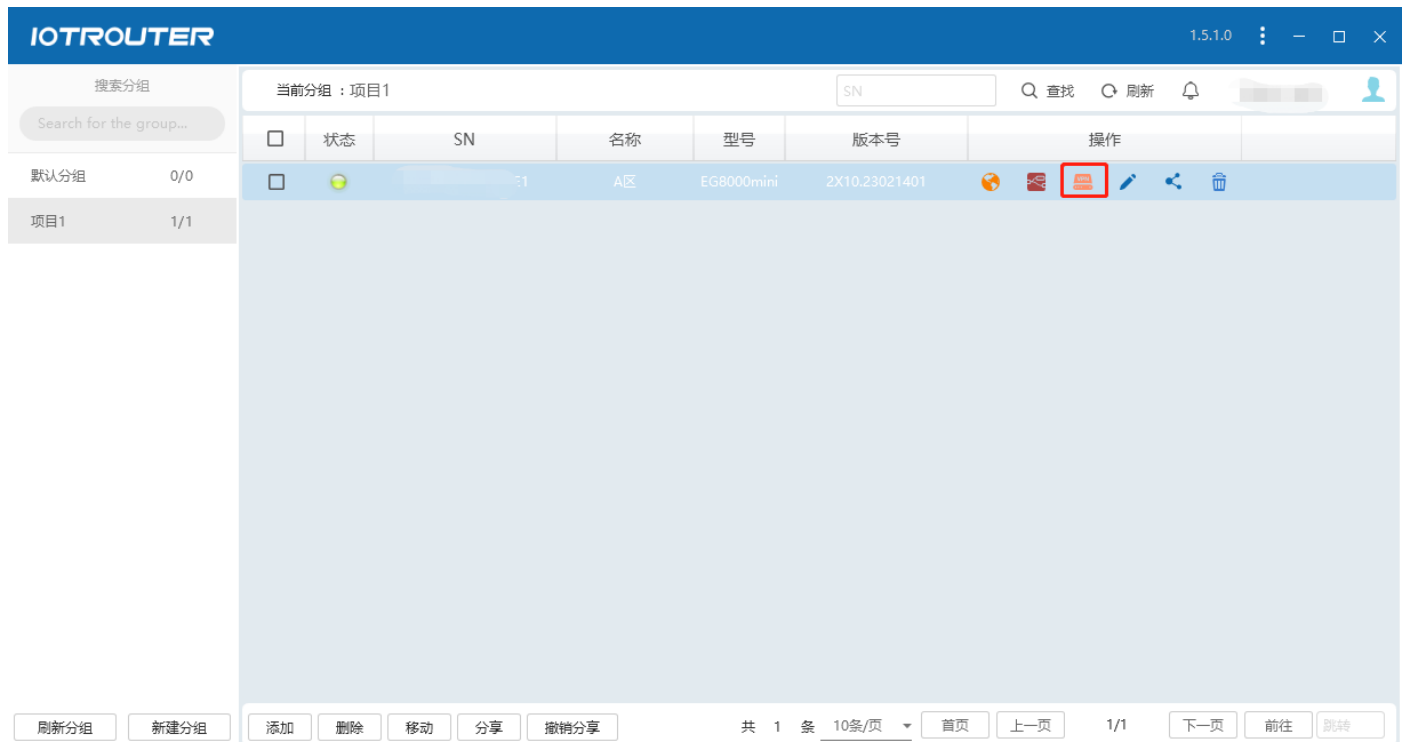 IOTROUTER
1.5.1.0
搜索分组
Search for the group...
默认分组 0/0
项目1 1/1
当前分组 : 项目1
SN
查找
刷新
状态 SN 名称 型号 版本号 操作
E1 A区 EG8000mini 2X10.23021401
刷新分组 新建分组
添加 删除 移动 分享 撤销分享
共 1 条 10条/页 首页 上一页 1/1 下一页 前往 跳转